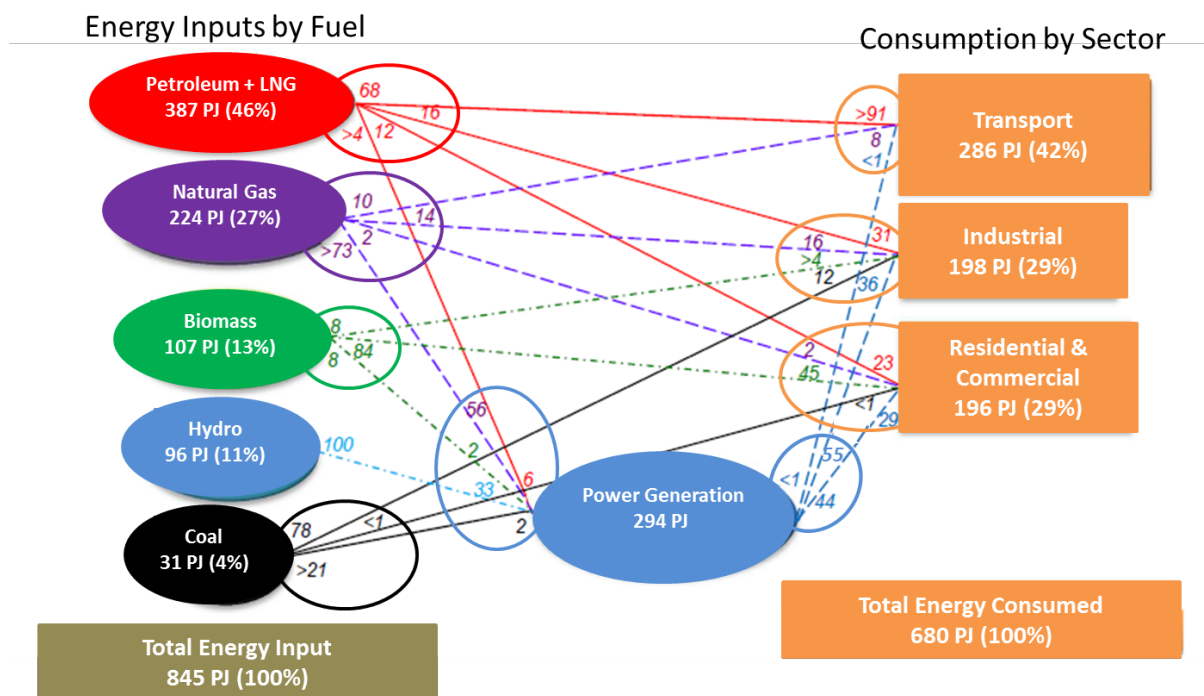 Energy Inputs by Fuel
Consumption by Sector
Petroleum + LNG
387 PJ (46%)
68
16
>4
12
>91
8
<1
Transport
286 PJ (42%)
Natural Gas
224 PJ (27%)
10
14
2
>73
16
31
>4
12
36
Industrial
198 PJ (29%)
Biomass
107 PJ (13%)
8
84
8
2
23
45
<1
29
Residential &
Commercial
196 PJ (29%)
Hydro
96 PJ (11%)
100
56
2
33
6
2
Power Generation
294 PJ
55
<1
44
Coal
31 PJ (4%)
78
<1
>21
Total Energy Input
845 PJ (100%)
Total Energy Consumed
680 PJ (100%)